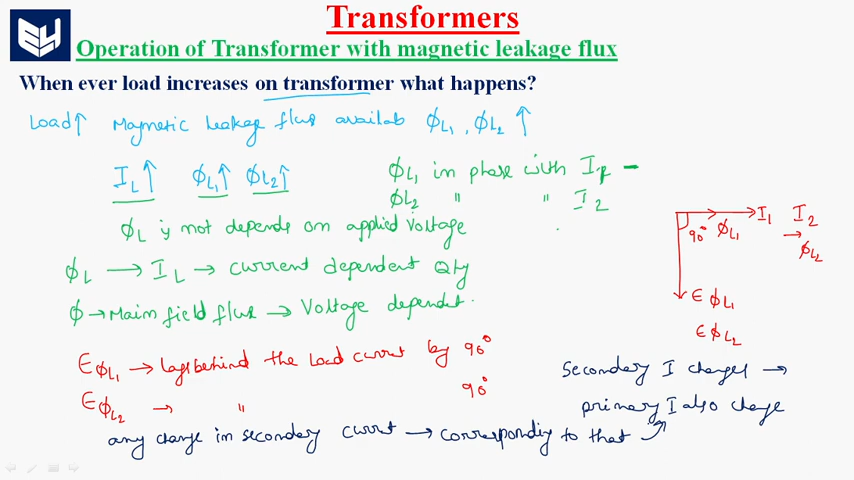 Transformers
Operation of Transformer with magnetic leakage flux
When ever load increases on transformer what happens?
Load↑ Magnetic Leakage flux availab ϕL1, ϕL2 ↑
IL↑ ϕL1↑ ϕL2↑
ϕL1 in phase with I1 -
ϕL2 " " I2
ϕL is not depends on applied voltage
ϕL → IL → current dependent Qty
ϕ → Main field flux → Voltage dependent.
I1 I2
90° ϕL1 → ϕL2
EϕL1
EϕL2
EϕL1 → lags behind the load current by 90°
EϕL2 → " 90°
Secondary I changes →
primary I also change
any change in secondary current → corresponding to that